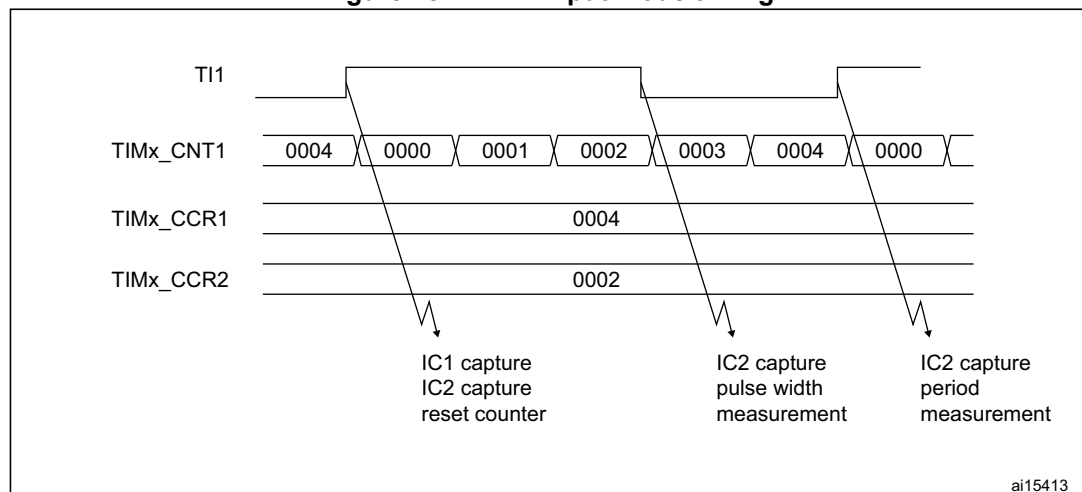 TI1
TIMx_CNT1 0004 0000 0001 0002 0003 0004 0000
TIMx_CCR1 0004
TIMx_CCR2 0002
IC1 capture
IC2 capture
reset counter
IC2 capture
pulse width
measurement
IC2 capture
period
measurement
ai15413